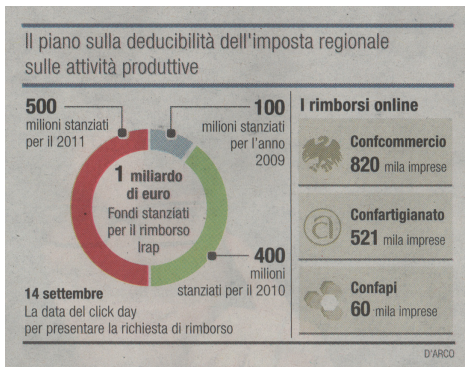 Il piano sulla deducibilità dell'imposta regionale
sulle attività produttive
500
milioni stanziati
per il 2011
100
milioni stanziati
per l'anno
2009
1 miliardo
di euro
Fondi stanziati
per il rimborso
Irap
400
milioni
stanziati per il 2010
14 settembre
La data del click day
per presentare la richiesta di rimborso
I rimborsi online
Confcommercio
820 mila imprese
a
Confartigianato
521 mila imprese
Confapi
60 mila imprese
D'ARCO